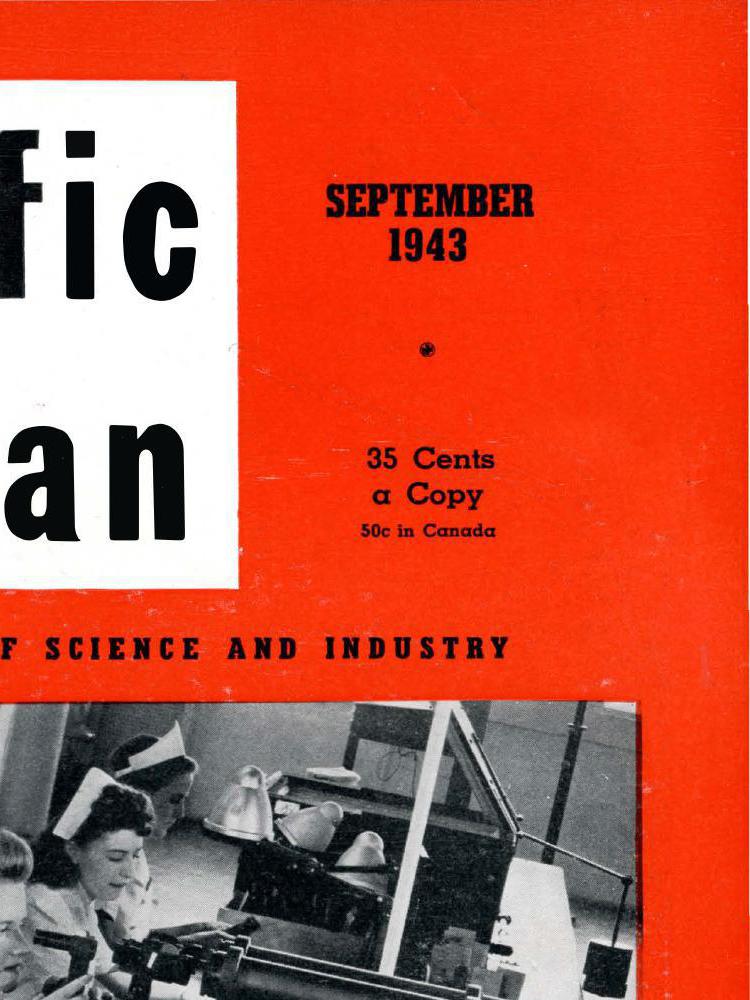 fic
SEPTEMBER
1943
35 Cents
a Copy
50c in Canada
an
F SCIENCE AND INDUSTRY